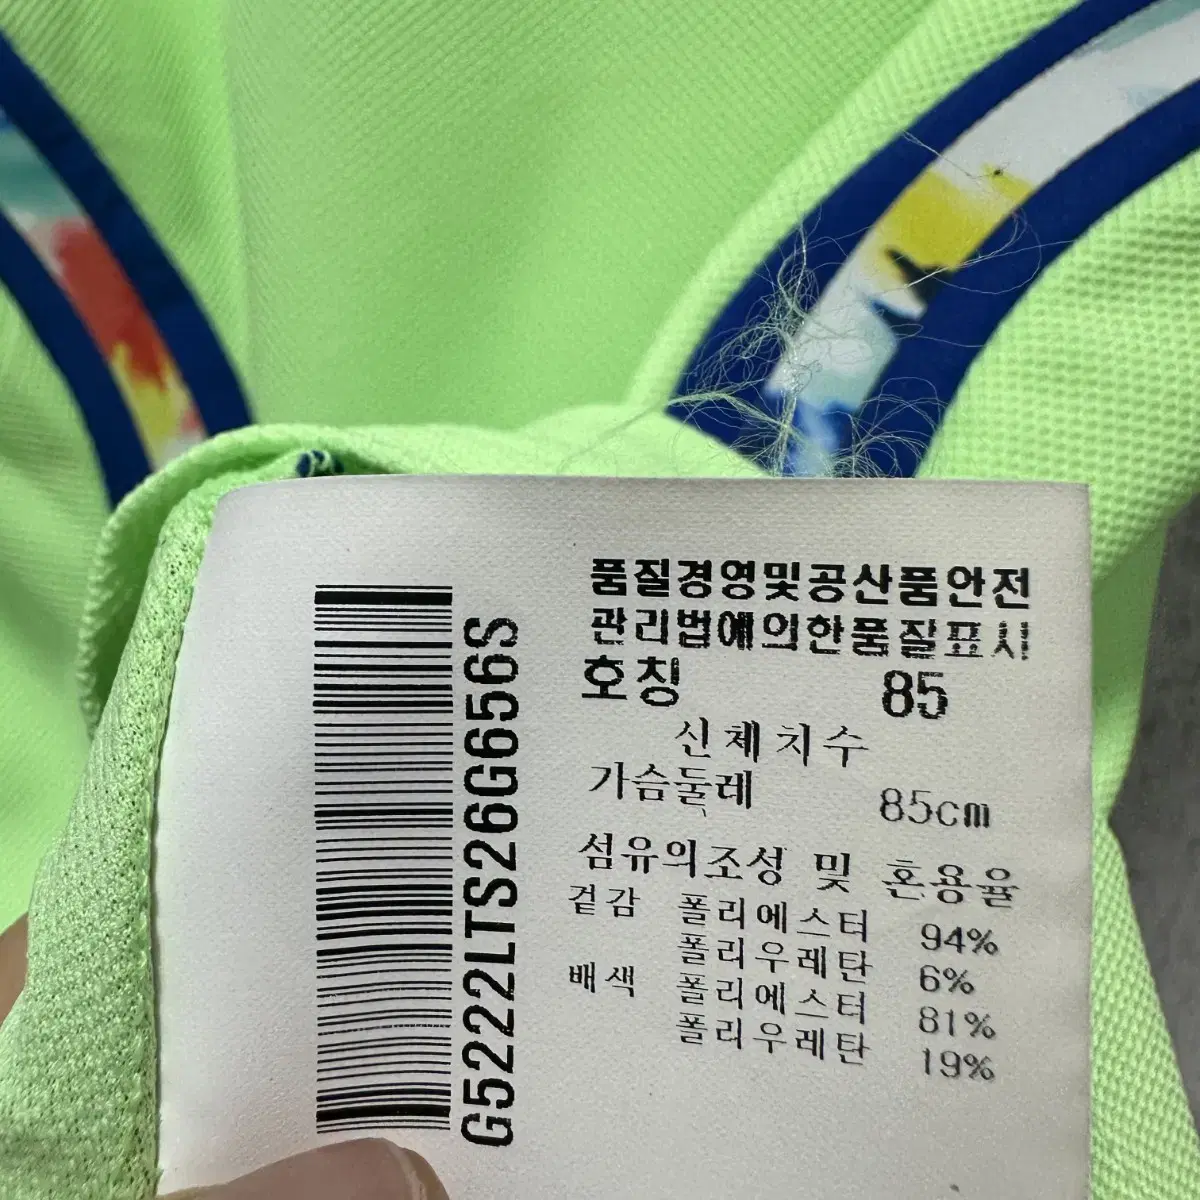 품질경영및공산품안전
관리법에의한품질표시
호칭 85
신체치수
가슴둘레 85cm
섬유의조성 및 혼용율
겉감 폴리에스터 94%
폴리우레탄 6%
배색 폴리에스터 81%
폴리우레탄 19%
G5222LTS26G656S